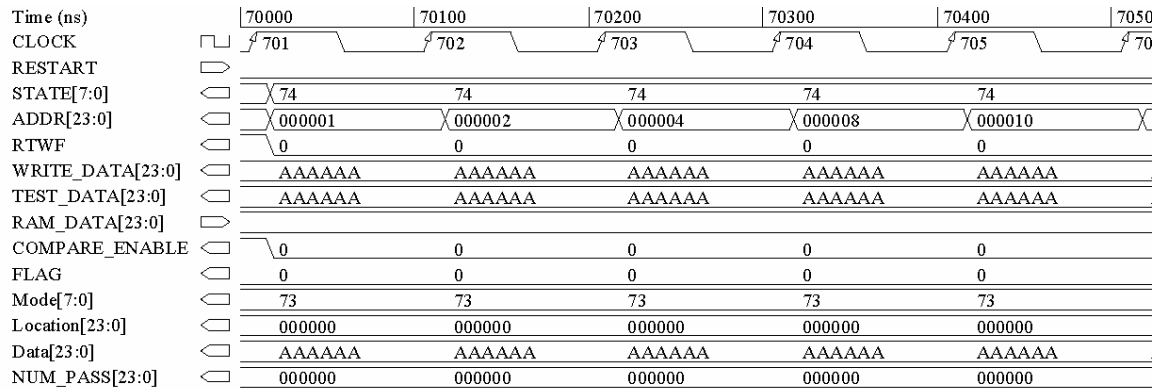 Time (ns) 70000 70100 70200 70300 70400 7050
CLOCK 701 702 703 704 705 70
RESTART
STATE[7:0] 74 74 74 74 74
ADDR[23:0] 000001 000002 000004 000008 000010
RTWF 0 0 0 0 0
WRITE_DATA[23:0] AAAAAA AAAAAA AAAAAA AAAAAA AAAAAA
TEST_DATA[23:0] AAAAAA AAAAAA AAAAAA AAAAAA AAAAAA
RAM_DATA[23:0]
COMPARE_ENABLE 0 0 0 0 0
FLAG 0 0 0 0 0
Mode[7:0] 73 73 73 73 73
Location[23:0] 000000 000000 000000 000000 000000
Data[23:0] AAAAAA AAAAAA AAAAAA AAAAAA AAAAAA
NUM_PASS[23:0] 000000 000000 000000 000000 000000